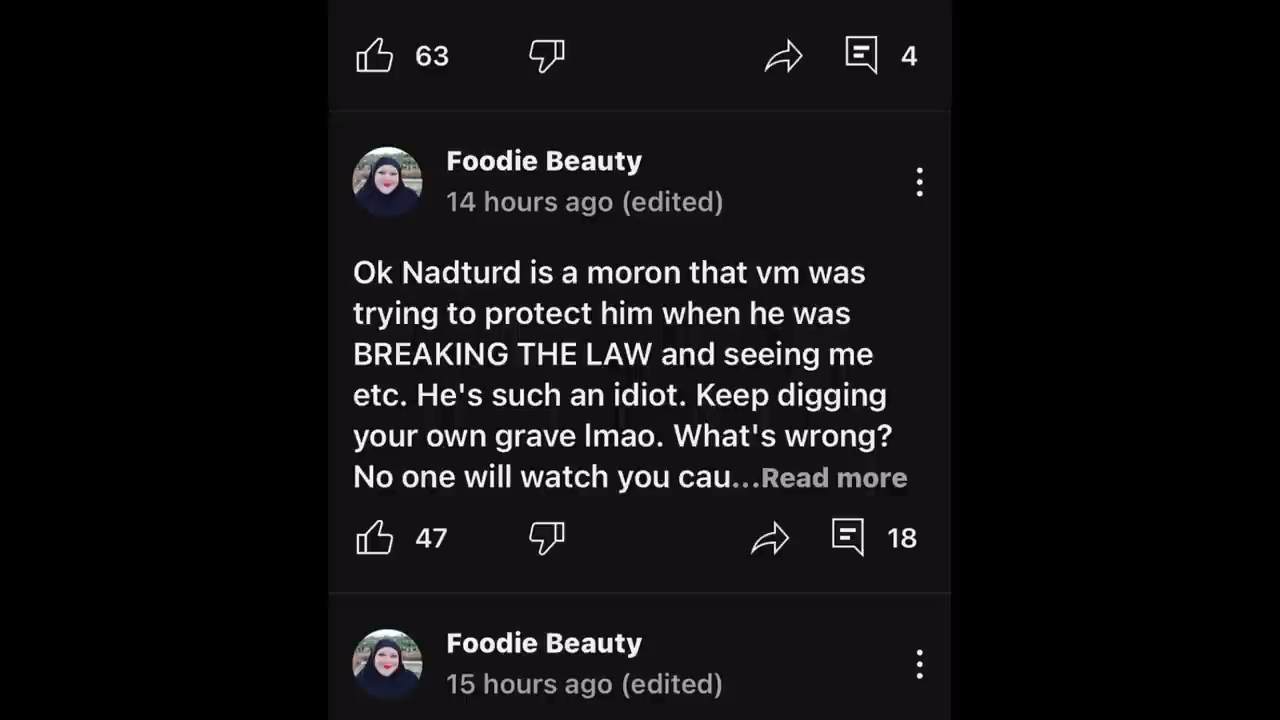 63
4
Foodie Beauty
14 hours ago (edited)
Ok Nadturd is a moron that vm was
trying to protect him when he was
BREAKING THE LAW and seeing me
etc. He's such an idiot. Keep digging
your own grave lmao. What's wrong?
No one will watch you cau...Read more
47
18
Foodie Beauty
15 hours ago (edited)